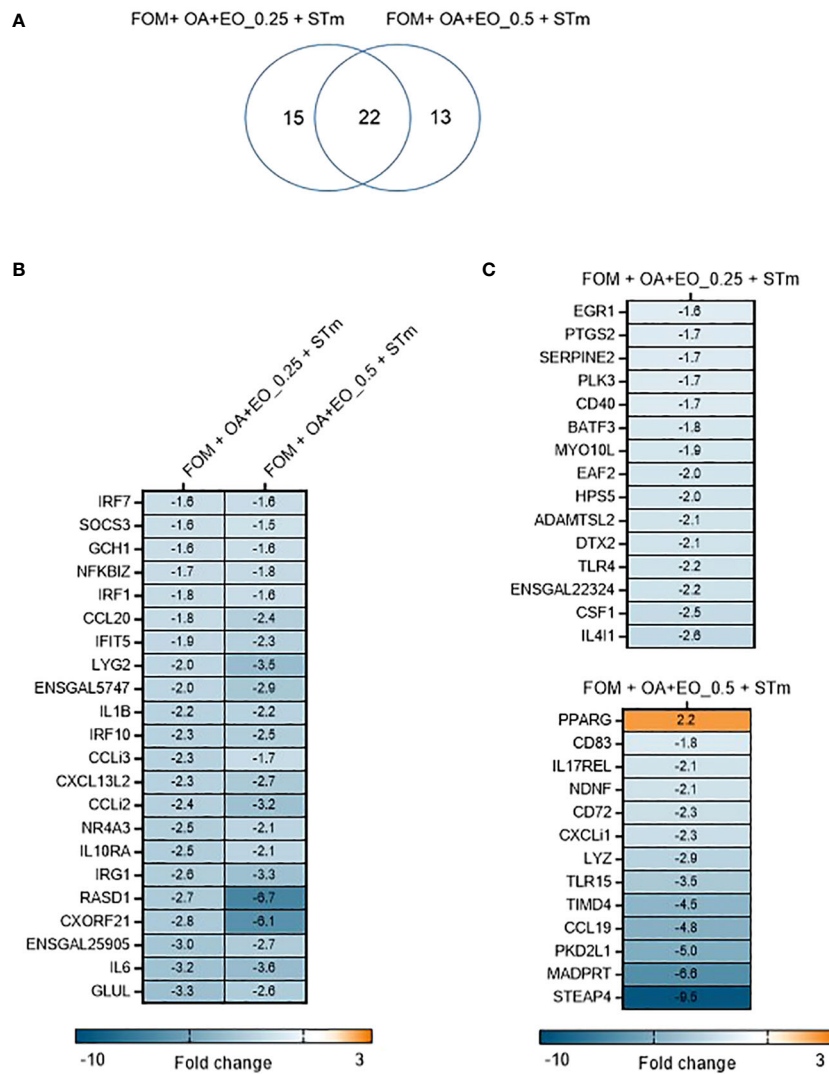 A
FOM+ OA+EO_0.25 + STm
FOM+ OA+EO_0.5 + STm
15
22
13
B
FOM + OA+EO_0.25 + STm
FOM + OA+EO_0.5 + STm
IRF7 -1.6 -1.6
SOCS3 -1.6 -1.5
GCH1 -1.6 -1.6
NFKBIZ -1.7 -1.8
IRF1 -1.8 -1.6
CCL20 -1.8 -2.4
IFIT5 -1.9 -2.3
LYG2 -2.0 -3.5
ENSGAL5747 -2.0 -2.9
IL1B -2.2 -2.2
IRF10 -2.3 -2.5
CCLi3 -2.3 -1.7
CXCL13L2 -2.3 -2.7
CCLi2 -2.4 -3.2
NR4A3 -2.5 -2.1
IL10RA -2.5 -2.1
IRG1 -2.6 -3.3
RASD1 -2.7 -6.7
CXORF21 -2.8 -6.1
ENSGAL25905 -3.0 -2.7
IL6 -3.2 -3.6
GLUL -3.3 -2.6
-10 Fold change 3
C
FOM + OA+EO_0.25 + STm
EGR1 -1.6
PTGS2 -1.7
SERPINE2 -1.7
PLK3 -1.7
CD40 -1.7
BATF3 -1.8
MYO10L -1.9
EAF2 -2.0
HPS5 -2.0
ADAMTSL2 -2.1
DTX2 -2.1
TLR4 -2.2
ENSGAL22324 -2.2
CSF1 -2.5
IL4I1 -2.6
FOM + OA+EO_0.5 + STm
PPARG 2.2
CD83 -1.8
IL17REL -2.1
NDNF -2.1
CD72 -2.3
CXCLi1 -2.3
LYZ -2.9
TLR15 -3.5
TIMD4 -4.5
CCL19 -4.8
PKD2L1 -5.0
MADPRT -6.6
STEAP4 -9.5
-10 Fold change 3